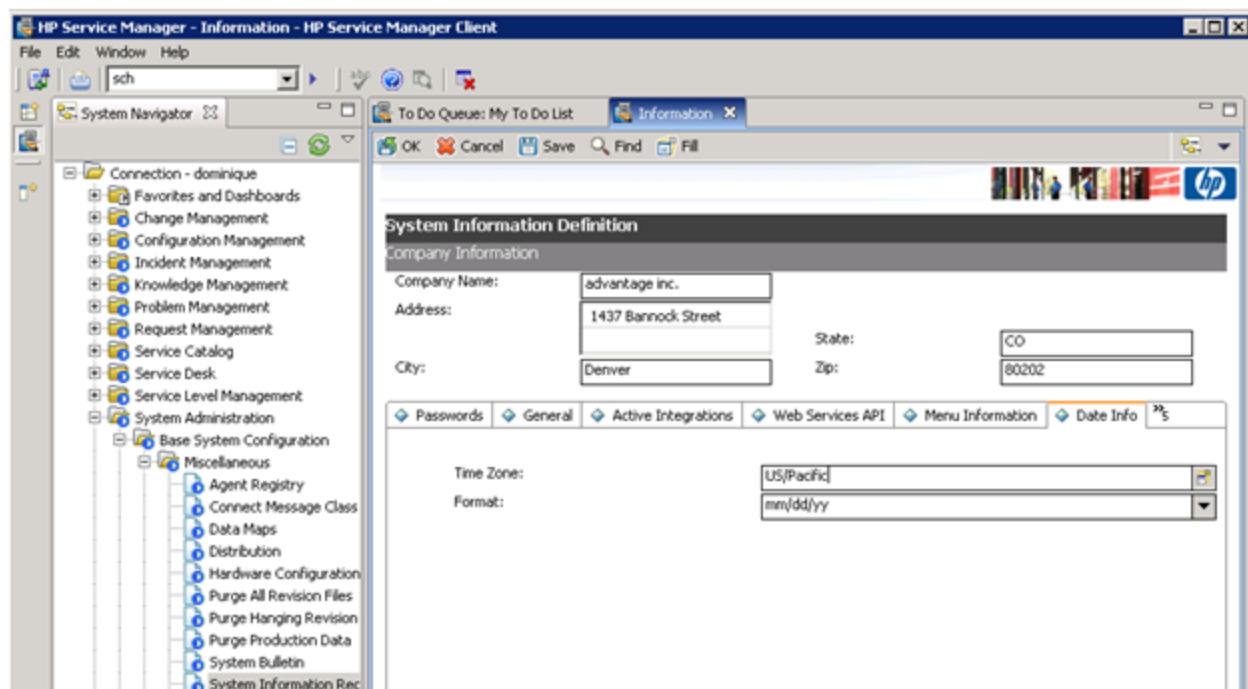 HP Service Manager - Information - HP Service Manager Client
File Edit Window Help
sch
System Navigator
To Do Queue: My To Do List
Information
OK Cancel Save Find Fill
Connection - dominique
Favorites and Dashboards
Change Management
Configuration Management
Incident Management
Knowledge Management
Problem Management
Request Management
Service Catalog
Service Desk
Service Level Management
System Administration
Base System Configuration
Miscellaneous
Agent Registry
Connect Message Class
Data Maps
Distribution
Hardware Configuration
Purge All Revision Files
Purge Hanging Revision
Purge Production Data
System Bulletin
System Information Rec
hp
System Information Definition
Company Information
Company Name: advantage inc.
Address: 1437 Bannock Street
State: CO
City: Denver Zip: 80202
Passwords General Active Integrations Web Services API Menu Information Date Info »5
Time Zone: US/Pacific
Format: mm/dd/yy